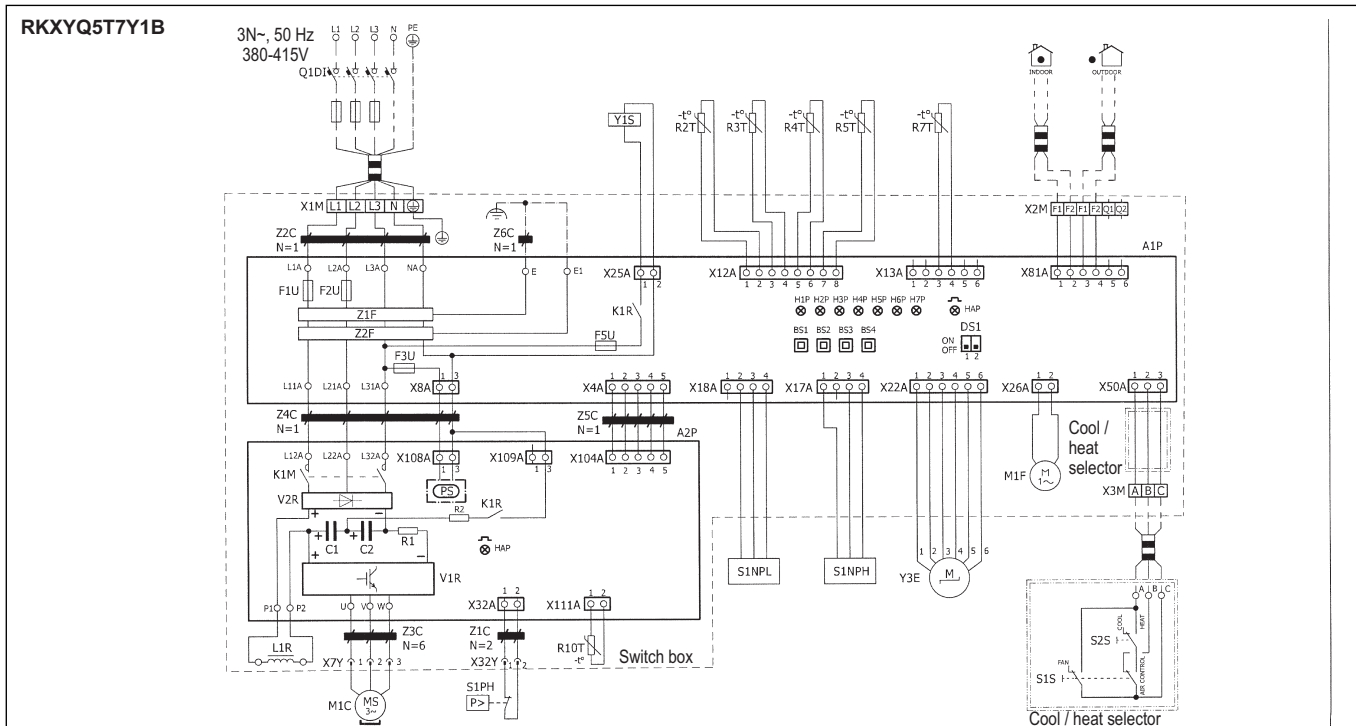 RKXYQ5T7Y1B
3N~, 50 Hz
380-415V
L1 L2 L3 N PE
Q1DI
INDOOR OUTDOOR
Y1S
-t° -t° -t° -t° -t°
R2T R3T R4T R5T R7T
X1M L1 L2 L3 N
X2M F1 F2 F1 F2 Q1 Q2
Z2C
N=1
Z6C
N=1
A1P
L1A L2A L3A NA E E1
X25A 1 2
X12A 1 2 3 4 5 6 7 8
X13A 1 2 3 4 5 6
X81A 1 2 3 4 5 6
F1U F2U
K1R
H1P H2P H3P H4P H5P H6P H7P HAP
Z1F
Z2F
F5U
BS1 BS2 BS3 BS4
DS1
ON
OFF
1 2
F3U
L11A L21A L31A
X8A 1 3
X4A 1 2 3 4 5
X18A 1 2 3 4
X17A 1 2 3 4
X22A 1 2 3 4 5 6
X26A 1 2
X50A 1 2 3
Z4C
N=1
Z5C
N=1
A2P
L12A L22A L32A
X108A 1 3
X109A 1 3
X104A 1 2 3 4 5
Cool /
heat
selector
K1M
PS
M1F M 1~
X3M A B C
V2R
R2 K1R
+ −
+ C1 + C2 R1
HAP
+ −
V1R
S1NPL S1NPH
1 2 3 4 5 6
Y3E M
P1 P2 U V W
X32A 1 2
X111A 1 2
A B C
Z3C
N=6
Z1C
N=2
R10T
-t°
COOL HEAT
S2S
L1R
X7Y 1 2 3
X32Y 1 2
Switch box
FAN AIR CONTROL
S1S
S1PH
P>
M1C MS
3~
Cool / heat selector